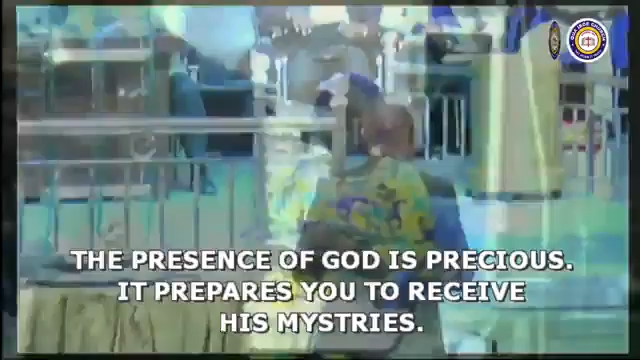 THE PRESENCE OF GOD IS PRECIOUS.
IT PREPARES YOU TO RECEIVE
HIS MYSTRIES.